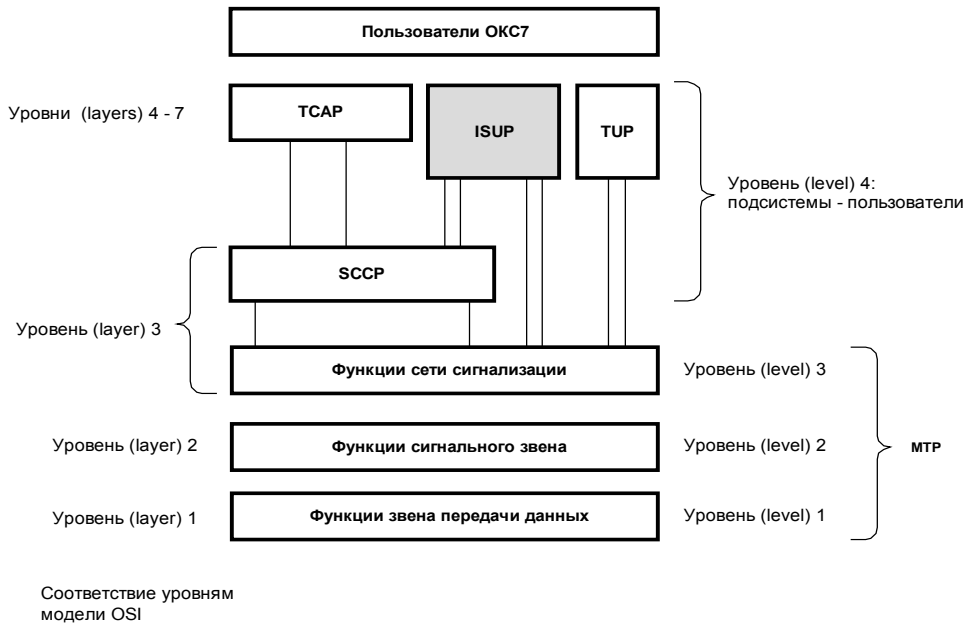 Пользователи ОКС7
Уровни (layers) 4 - 7
TCAP
ISUP
TUP
Уровень (level) 4:
подсистемы - пользователи
SCCP
Уровень (layer) 3
Функции сети сигнализации
Уровень (level) 3
Уровень (layer) 2
Функции сигнального звена
Уровень (level) 2
МТР
Уровень (layer) 1
Функции звена передачи данных
Уровень (level) 1
Соответствие уровням
модели OSI